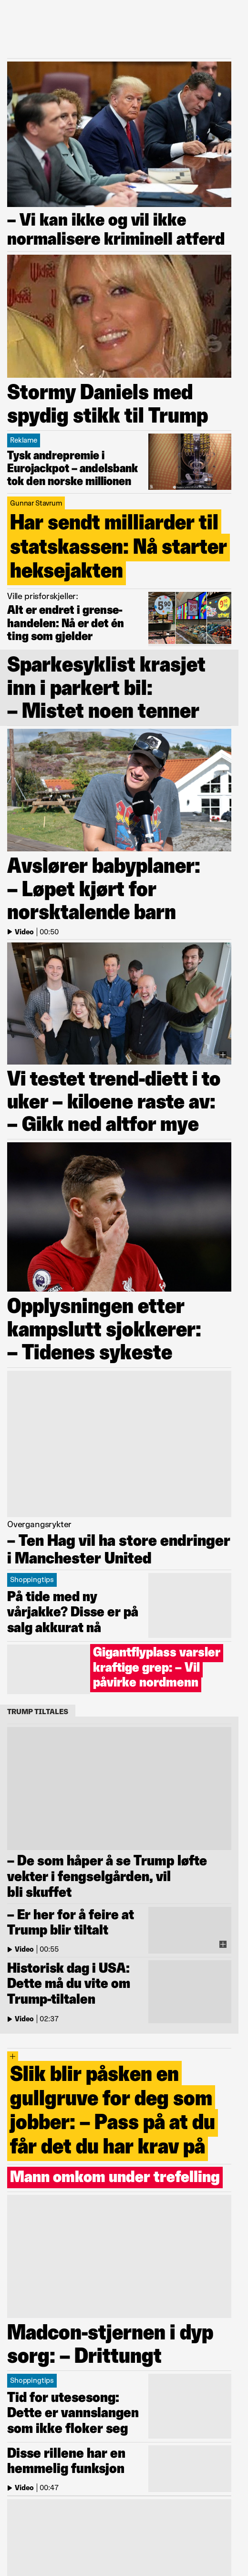 – Vi kan ikke og vil ikke
normalisere kriminell atferd
Stormy Daniels med
spydig stikk til Trump
Reklame
Tysk andrepremie i
Eurojackpot – andelsbank
tok den norske millionen
Gunnar Stavrum
Har sendt milliarder til
statskassen: Nå starter
heksejakten
Ville prisforskjeller:
Alt er endret i grense-
handelen: Nå er det én
ting som gjelder
Sparkesyklist krasjet
inn i parkert bil:
– Mistet noen tenner
Avslører babyplaner:
– Løpet kjørt for
norsktalende barn
Video | 00:50
Vi testet trend-diett i to
uker – kiloene raste av:
– Gikk ned altfor mye
Opplysningen etter
kampslutt sjokkerer:
– Tidenes sykeste
Overgangsrykter
– Ten Hag vil ha store endringer
i Manchester United
Shoppingtips
På tide med ny
vårjakke? Disse er på
salg akkurat nå
Gigantflyplass varsler
kraftige grep: – Vil
påvirke nordmenn
TRUMP TILTALES
– De som håper å se Trump løfte
vekter i fengselgården, vil
bli skuffet
– Er her for å feire at
Trump blir tiltalt
Video | 00:55
Historisk dag i USA:
Dette må du vite om
Trump-tiltalen
Video | 02:37
+
Slik blir påsken en
gullgruve for deg som
jobber: – Pass på at du
får det du har krav på
Mann omkom under trefelling
Madcon-stjernen i dyp
sorg: – Drittungt
Shoppingtips
Tid for utesesong:
Dette er vannslangen
som ikke floker seg
Disse rillene har en
hemmelig funksjon
Video | 00:47